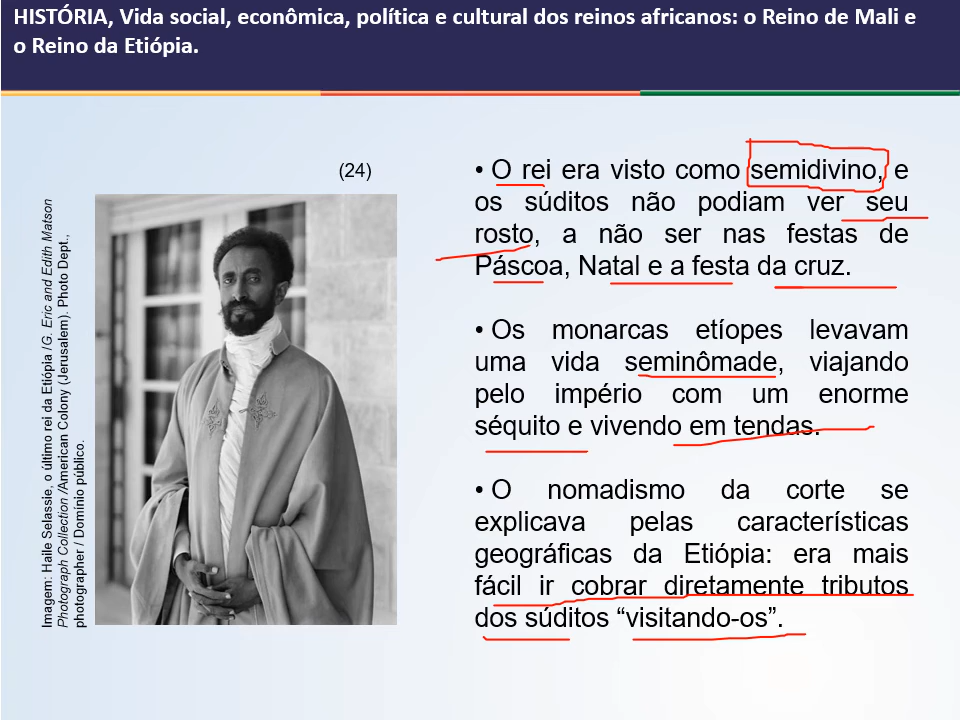 HISTÓRIA, Vida social, econômica, política e cultural dos reinos africanos: o Reino de Mali e
o Reino da Etiópia.
(24)
Imagem: Haile Selassie, o último rei da Etiópia /G. Eric and Edith Matson
Photograph Collection /American Colony (Jerusalem). Photo Dept.,
photographer / Domínio público.
• O rei era visto como semidivino, e
os súditos não podiam ver seu
rosto, a não ser nas festas de
Páscoa, Natal e a festa da cruz.
• Os monarcas etíopes levavam
uma vida seminômade, viajando
pelo império com um enorme
séquito e vivendo em tendas.
• O nomadismo da corte se
explicava pelas características
geográficas da Etiópia: era mais
fácil ir cobrar diretamente tributos
dos súditos “visitando-os”.